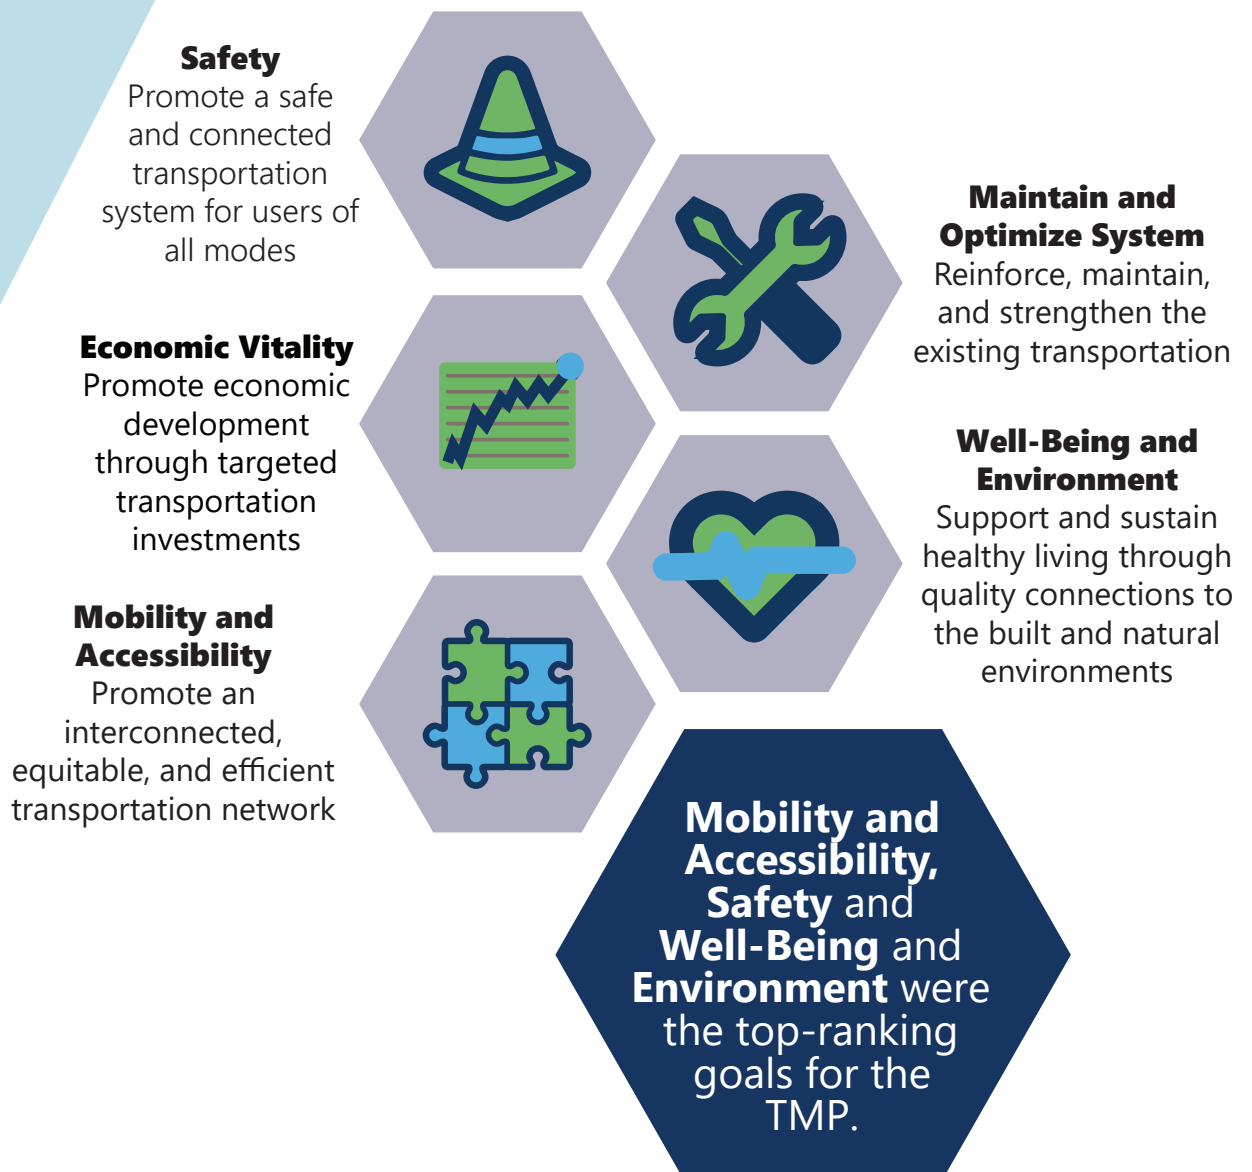 Safety
Promote a safe
and connected
transportation
system for users of
all modes
Maintain and
Optimize System
Reinforce, maintain,
and strengthen the
existing transportation
Economic Vitality
Promote economic
development
through targeted
transportation
investments
Well-Being and
Environment
Support and sustain
healthy living through
quality connections to
the built and natural
environments
Mobility and
Accessibility
Promote an
interconnected,
equitable, and efficient
transportation network
Mobility and
Accessibility,
Safety and
Well-Being and
Environment were
the top-ranking
goals for the
TMP.